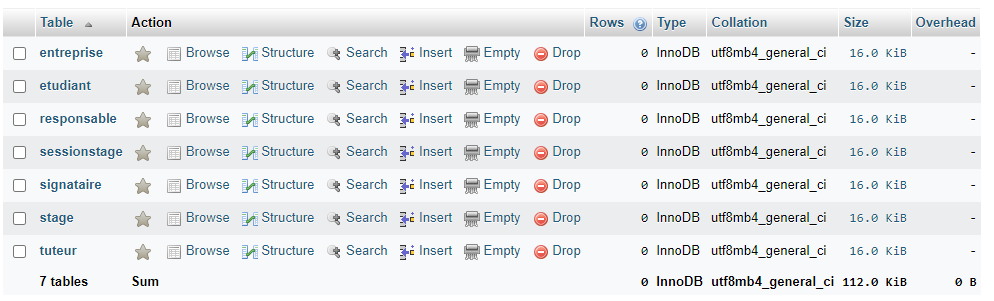 Table Action Rows Type Collation Size Overhead
entreprise Browse Structure Search Insert Empty Drop 0 InnoDB utf8mb4_general_ci 16.0 KiB -
etudiant Browse Structure Search Insert Empty Drop 0 InnoDB utf8mb4_general_ci 16.0 KiB -
responsable Browse Structure Search Insert Empty Drop 0 InnoDB utf8mb4_general_ci 16.0 KiB -
sessionstage Browse Structure Search Insert Empty Drop 0 InnoDB utf8mb4_general_ci 16.0 KiB -
signataire Browse Structure Search Insert Empty Drop 0 InnoDB utf8mb4_general_ci 16.0 KiB -
stage Browse Structure Search Insert Empty Drop 0 InnoDB utf8mb4_general_ci 16.0 KiB -
tuteur Browse Structure Search Insert Empty Drop 0 InnoDB utf8mb4_general_ci 16.0 KiB -
7 tables Sum 0 InnoDB utf8mb4_general_ci 112.0 KiB 0 B